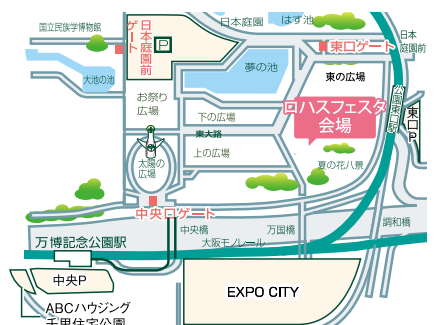 国立民族学博物館
日本庭園
はす池
日本庭園前
ゲート
P
東口ゲート
日本
庭園前
夢の池
東の広場
大池の池
お祭り
広場
公園東口駅
東口P
下の広場
ロハスフェスタ
会場
東大路
上の広場
太陽の
広場
夏の花八景
中央口ゲート
中央橋
万国橋
調和橋
万博記念公園駅
大阪モノレール
中央P
EXPO CITY
ABCハウジング
千里住宅公園